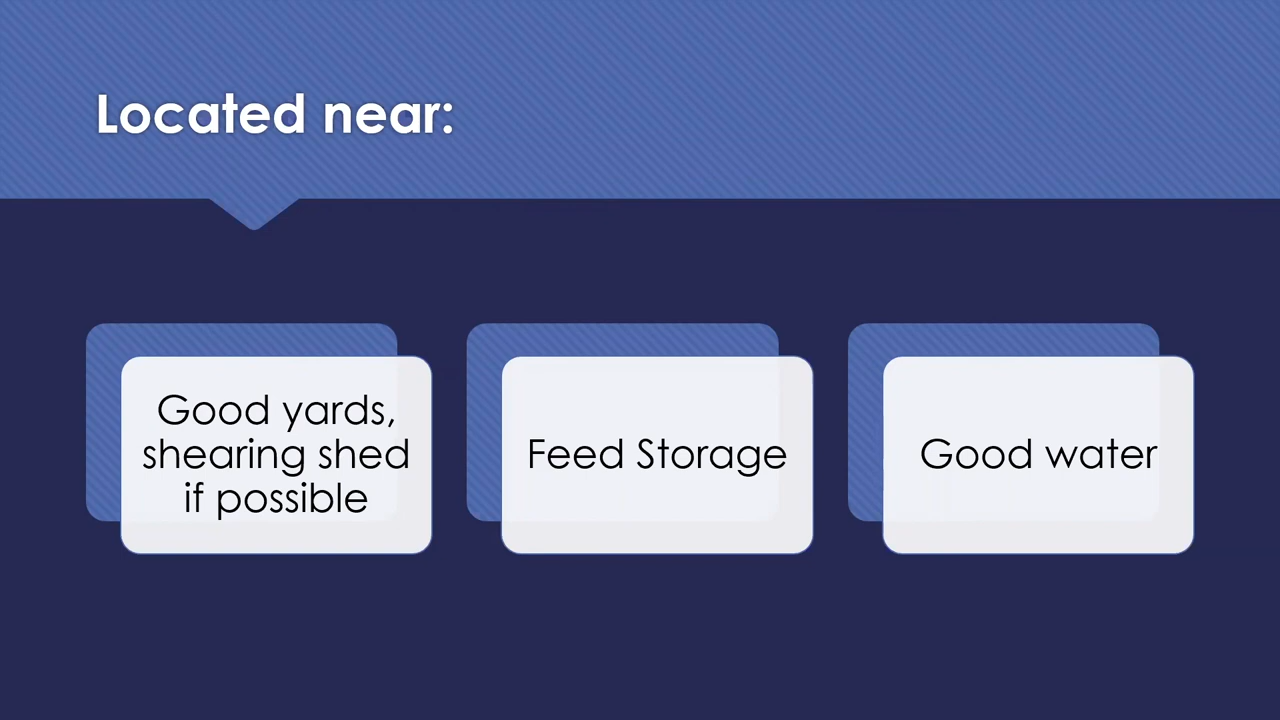 Located near:
Good yards,
shearing shed
if possible
Feed Storage
Good water